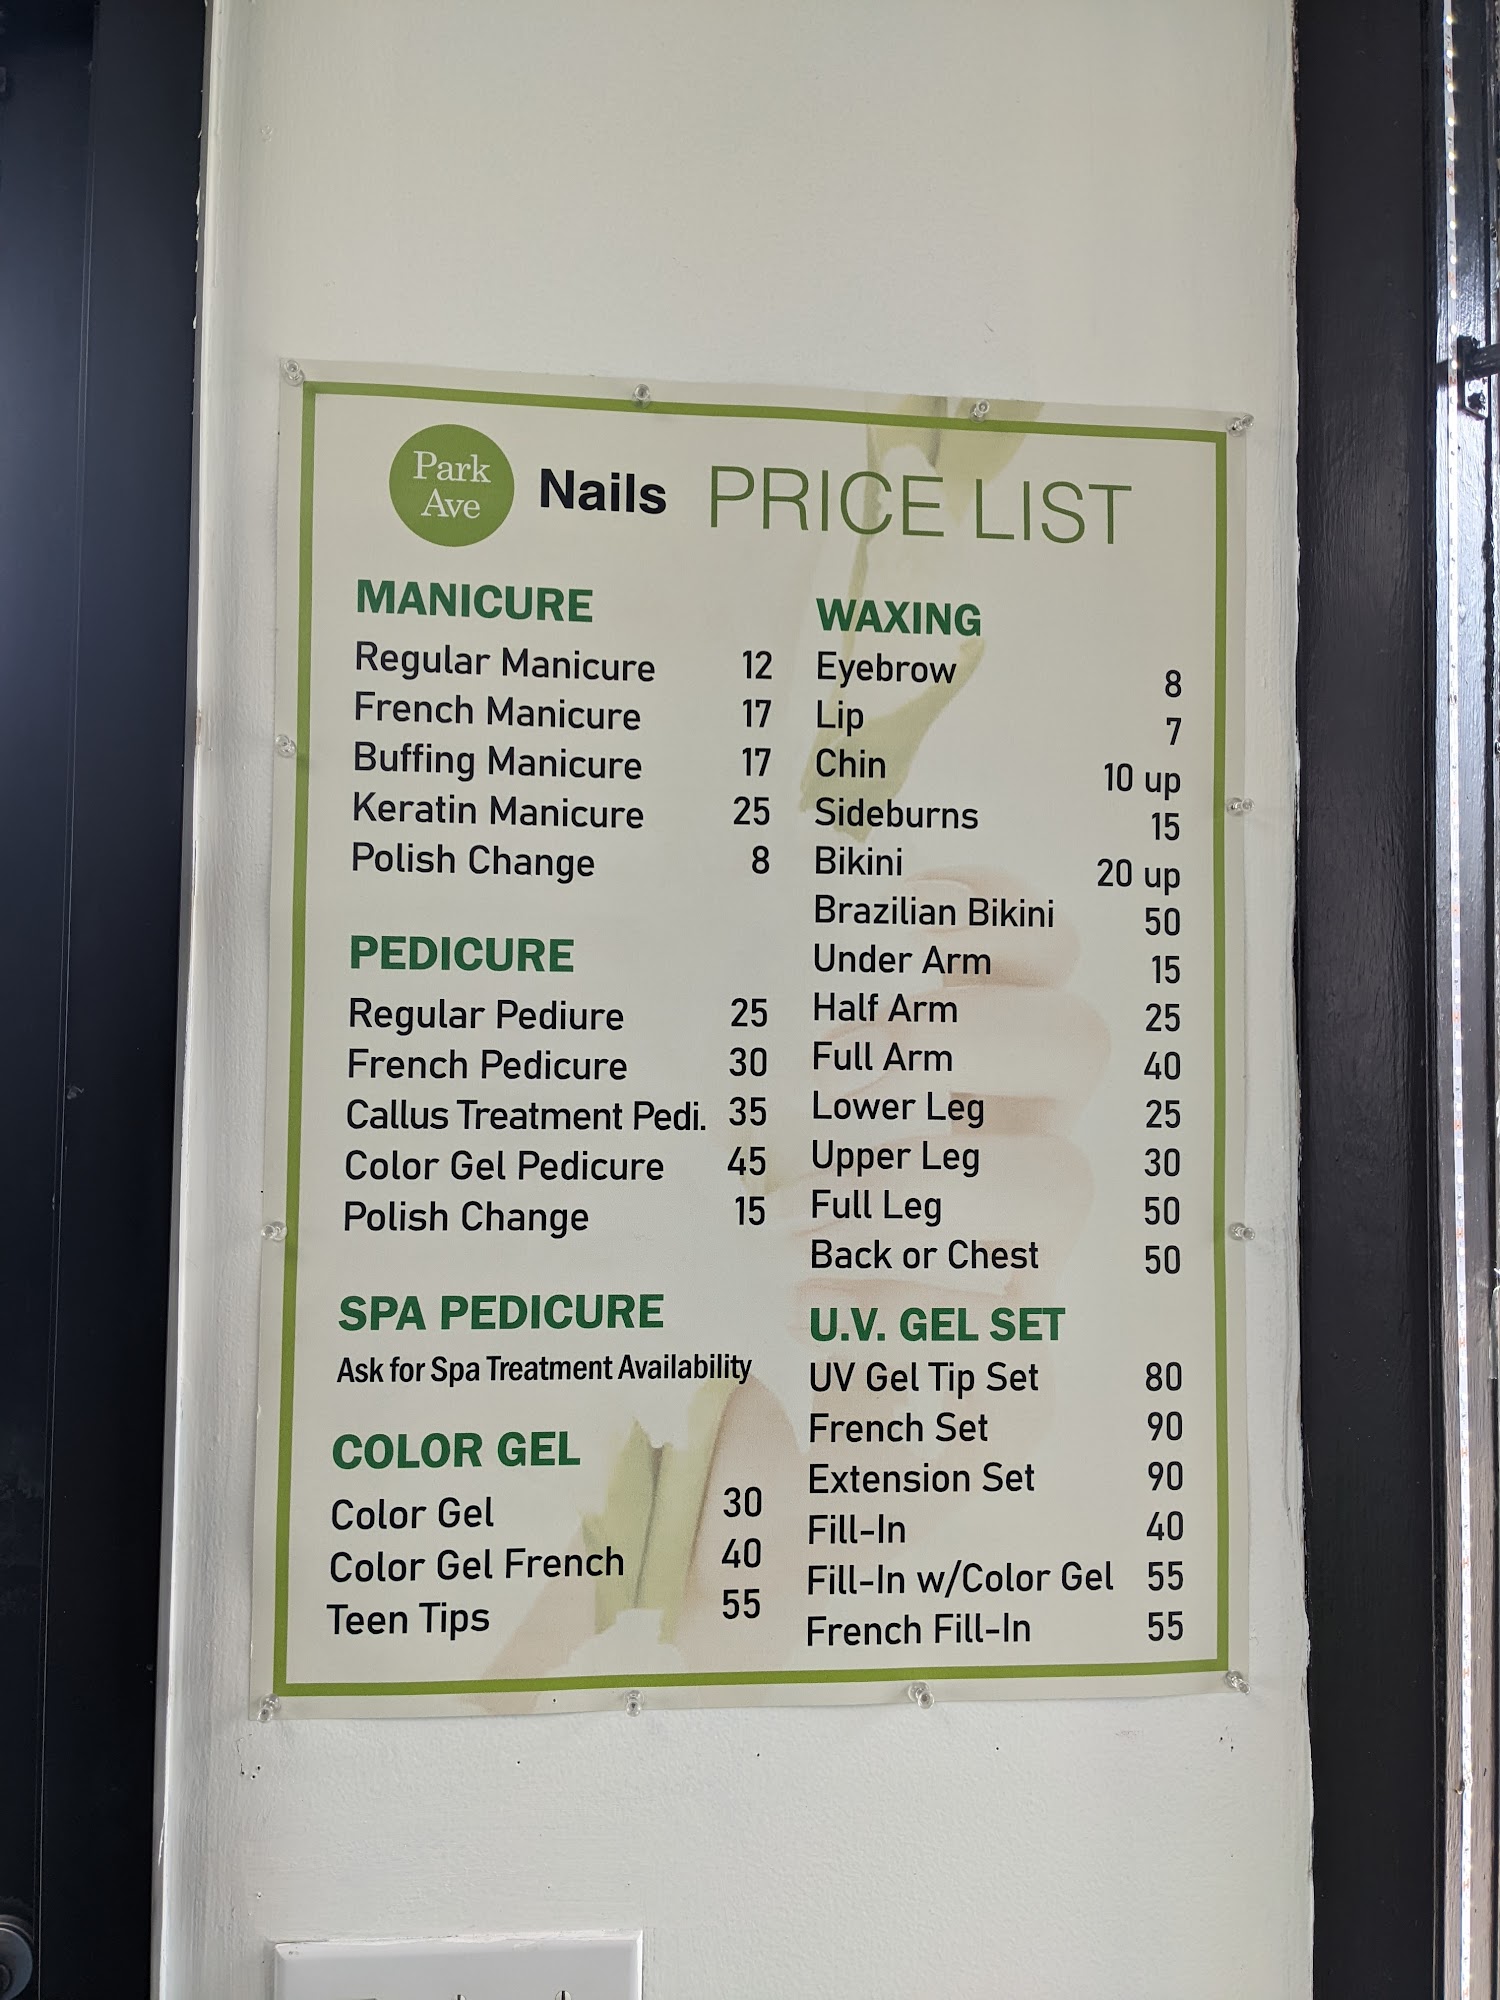 Park
Ave
Nails PRICE LIST
MANICURE
Regular Manicure 12
French Manicure 17
Buffing Manicure 17
Keratin Manicure 25
Polish Change 8
PEDICURE
Regular Pediure 25
French Pedicure 30
Callus Treatment Pedi. 35
Color Gel Pedicure 45
Polish Change 15
SPA PEDICURE
Ask for Spa Treatment Availability
COLOR GEL
Color Gel 30
Color Gel French 40
Teen Tips 55
WAXING
Eyebrow 8
Lip 7
Chin 10 up
Sideburns 15
Bikini 20 up
Brazilian Bikini 50
Under Arm 15
Half Arm 25
Full Arm 40
Lower Leg 25
Upper Leg 30
Full Leg 50
Back or Chest 50
U.V. GEL SET
UV Gel Tip Set 80
French Set 90
Extension Set 90
Fill-In 40
Fill-In w/Color Gel 55
French Fill-In 55